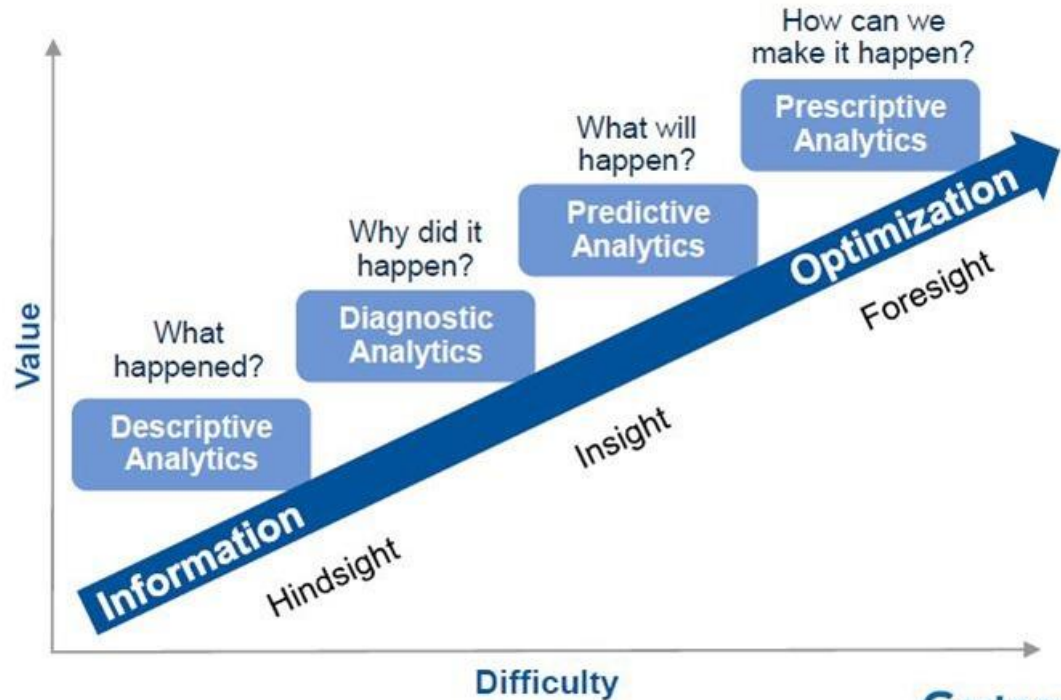 How can we
make it happen?
Prescriptive
Analytics
What will
happen?
Predictive
Analytics
Why did it
happen?
Diagnostic
Analytics
What
happened?
Descriptive
Analytics
Value
Information
Optimization
Hindsight
Insight
Foresight
Difficulty